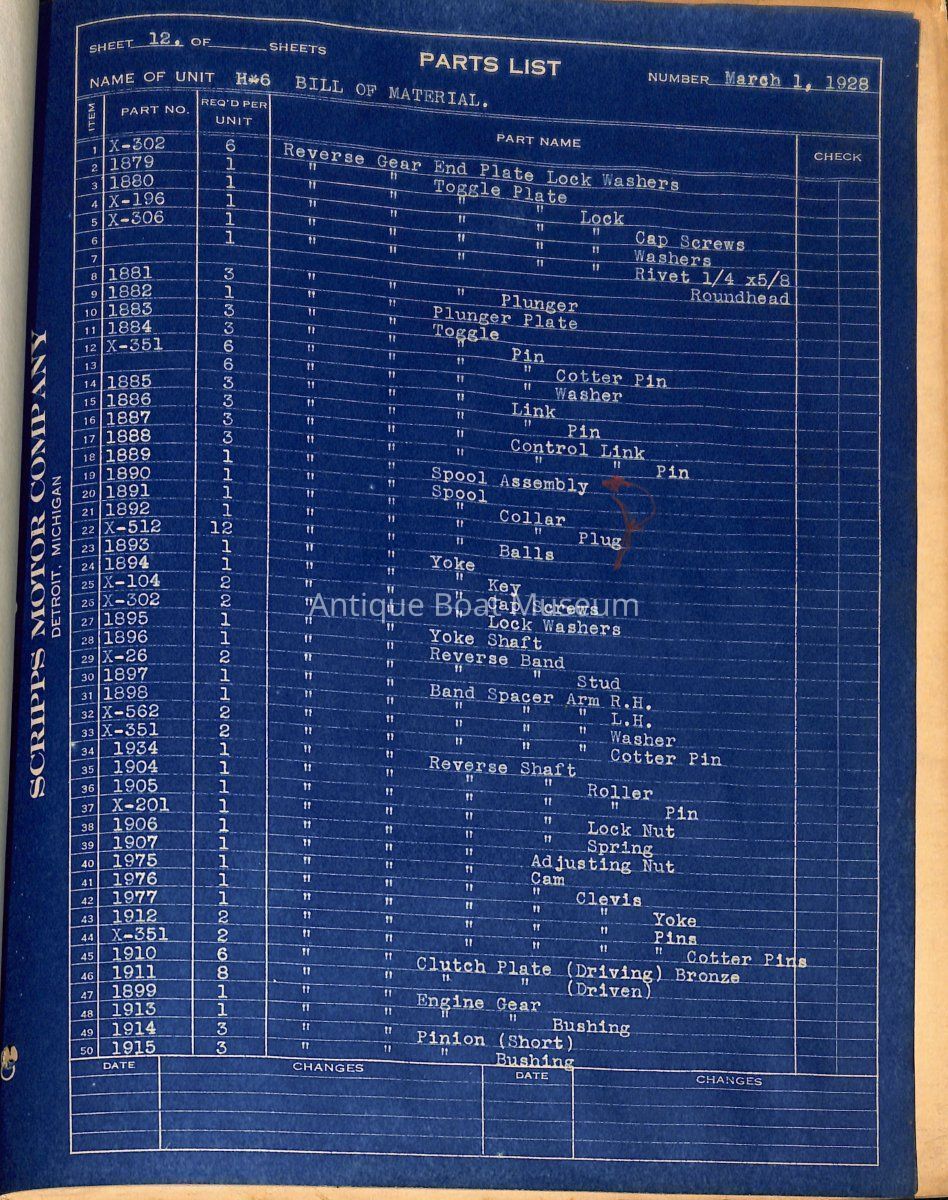 SHEET 12. OF SHEETS
PARTS LIST
NAME OF UNIT H-6 BILL OF MATERIAL.
NUMBER March 1, 1928
ITEM PART NO. REQ'D PER UNIT PART NAME CHECK
1 X-302 6 Reverse Gear End Plate Lock Washers
2 1879 1 " " Toggle Plate
3 1880 1 " " " " Lock
4 X-196 1 " " " " " Cap Screws
5 X-306 1 " " " " " Washers
6 1 " " " " " Rivet 1/4 x5/8
7 Roundhead
8 1881 3 " " " Plunger
9 1882 1 " " Plunger Plate
10 1883 3 " " Toggle
11 1884 3 " " " Pin
12 X-351 6 " " " " Cotter Pin
13 6 " " " " Washer
14 1885 3 " " " Link
15 1886 3 " " " " Pin
16 1887 3 " " " Control Link
17 1888 3 " " " " " Pin
18 1889 1 " " Spool Assembly
19 1890 1 " " Spool
20 1891 1 " " " Collar
21 1892 1 " " " " Plug
22 X-512 12 " " " Balls
23 1893 1 " " Yoke
24 1894 1 " " " Key
25 X-104 2 " " " Cap Screws
26 X-302 2 " " " Lock Washers
27 1895 1 " " Yoke Shaft
28 1896 1 " " Reverse Band
29 X-26 2 " " " " Stud
30 1897 1 " " Band Spacer Arm R.H.
31 1898 1 " " " " " L.H.
32 X-562 2 " " " " " Washer
33 X-351 2 " " " " " Cotter Pin
34 1934 1 " " Reverse Shaft
35 1904 1 " " " " Roller
36 1905 1 " " " " " Pin
37 X-201 1 " " " " Lock Nut
38 1906 1 " " " " Spring
39 1907 1 " " " Adjusting Nut
40 1975 1 " " " Cam
41 1976 1 " " " " Clevis
42 1977 1 " " " " " Yoke
43 1912 2 " " " " " Pins
44 X-351 2 " " " " " Cotter Pins
45 1910 6 " " Clutch Plate (Driving) Bronze
46 1911 8 " " " " (Driven)
47 1899 1 " " Engine Gear
48 1913 1 " " " " Bushing
49 1914 3 " " Pinion (Short)
50 1915 3 " " " Bushing
DATE CHANGES DATE CHANGES
SCRIPPS MOTOR COMPANY
DETROIT, MICHIGAN
Antique Boat Museum